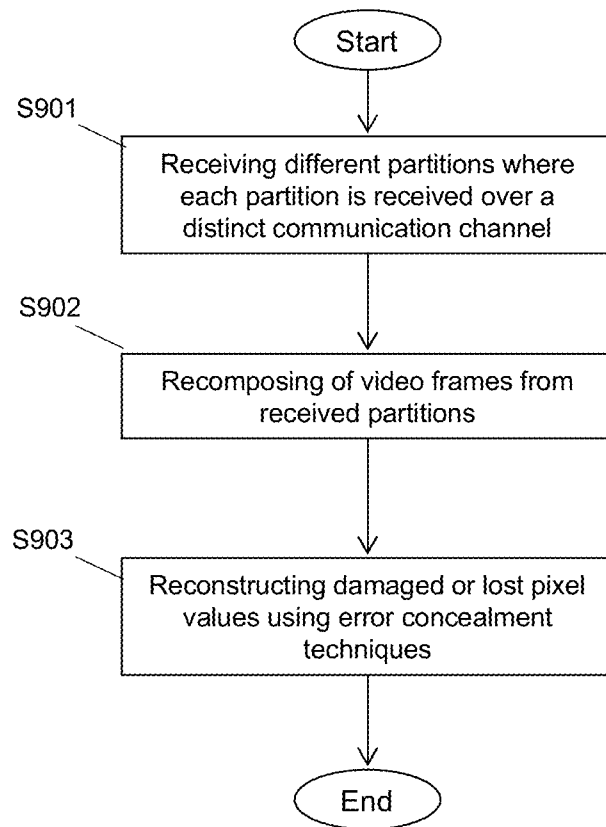 Start
S901
Receiving different partitions where
each partition is received over a
distinct communication channel
S902
Recomposing of video frames from
received partitions
S903
Reconstructing damaged or lost pixel
values using error concealment
techniques
End